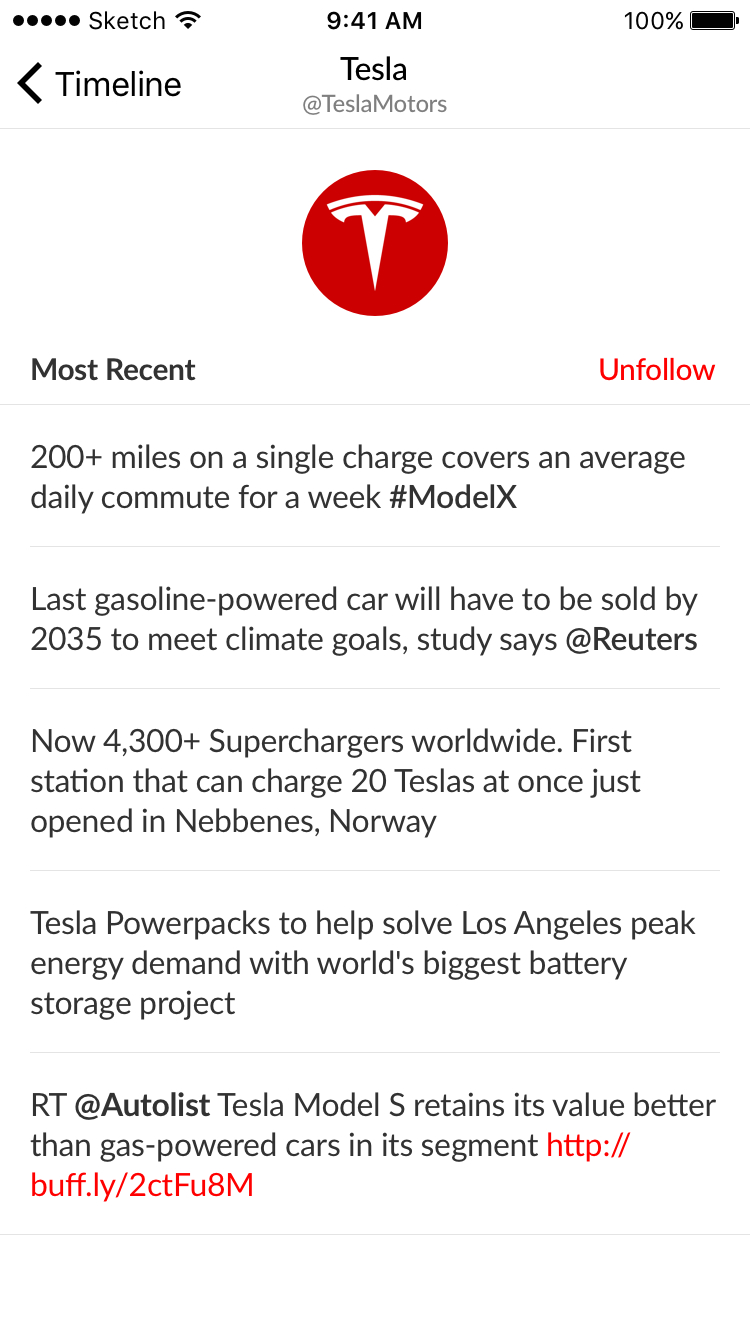 Sketch 9:41 AM 100%
Timeline
Tesla
@TeslaMotors
Most Recent Unfollow
200+ miles on a single charge covers an average
daily commute for a week #ModelX
Last gasoline-powered car will have to be sold by
2035 to meet climate goals, study says @Reuters
Now 4,300+ Superchargers worldwide. First
station that can charge 20 Teslas at once just
opened in Nebbenes, Norway
Tesla Powerpacks to help solve Los Angeles peak
energy demand with world's biggest battery
storage project
RT @Autolist Tesla Model S retains its value better
than gas-powered cars in its segment http://
buff.ly/2ctFu8M